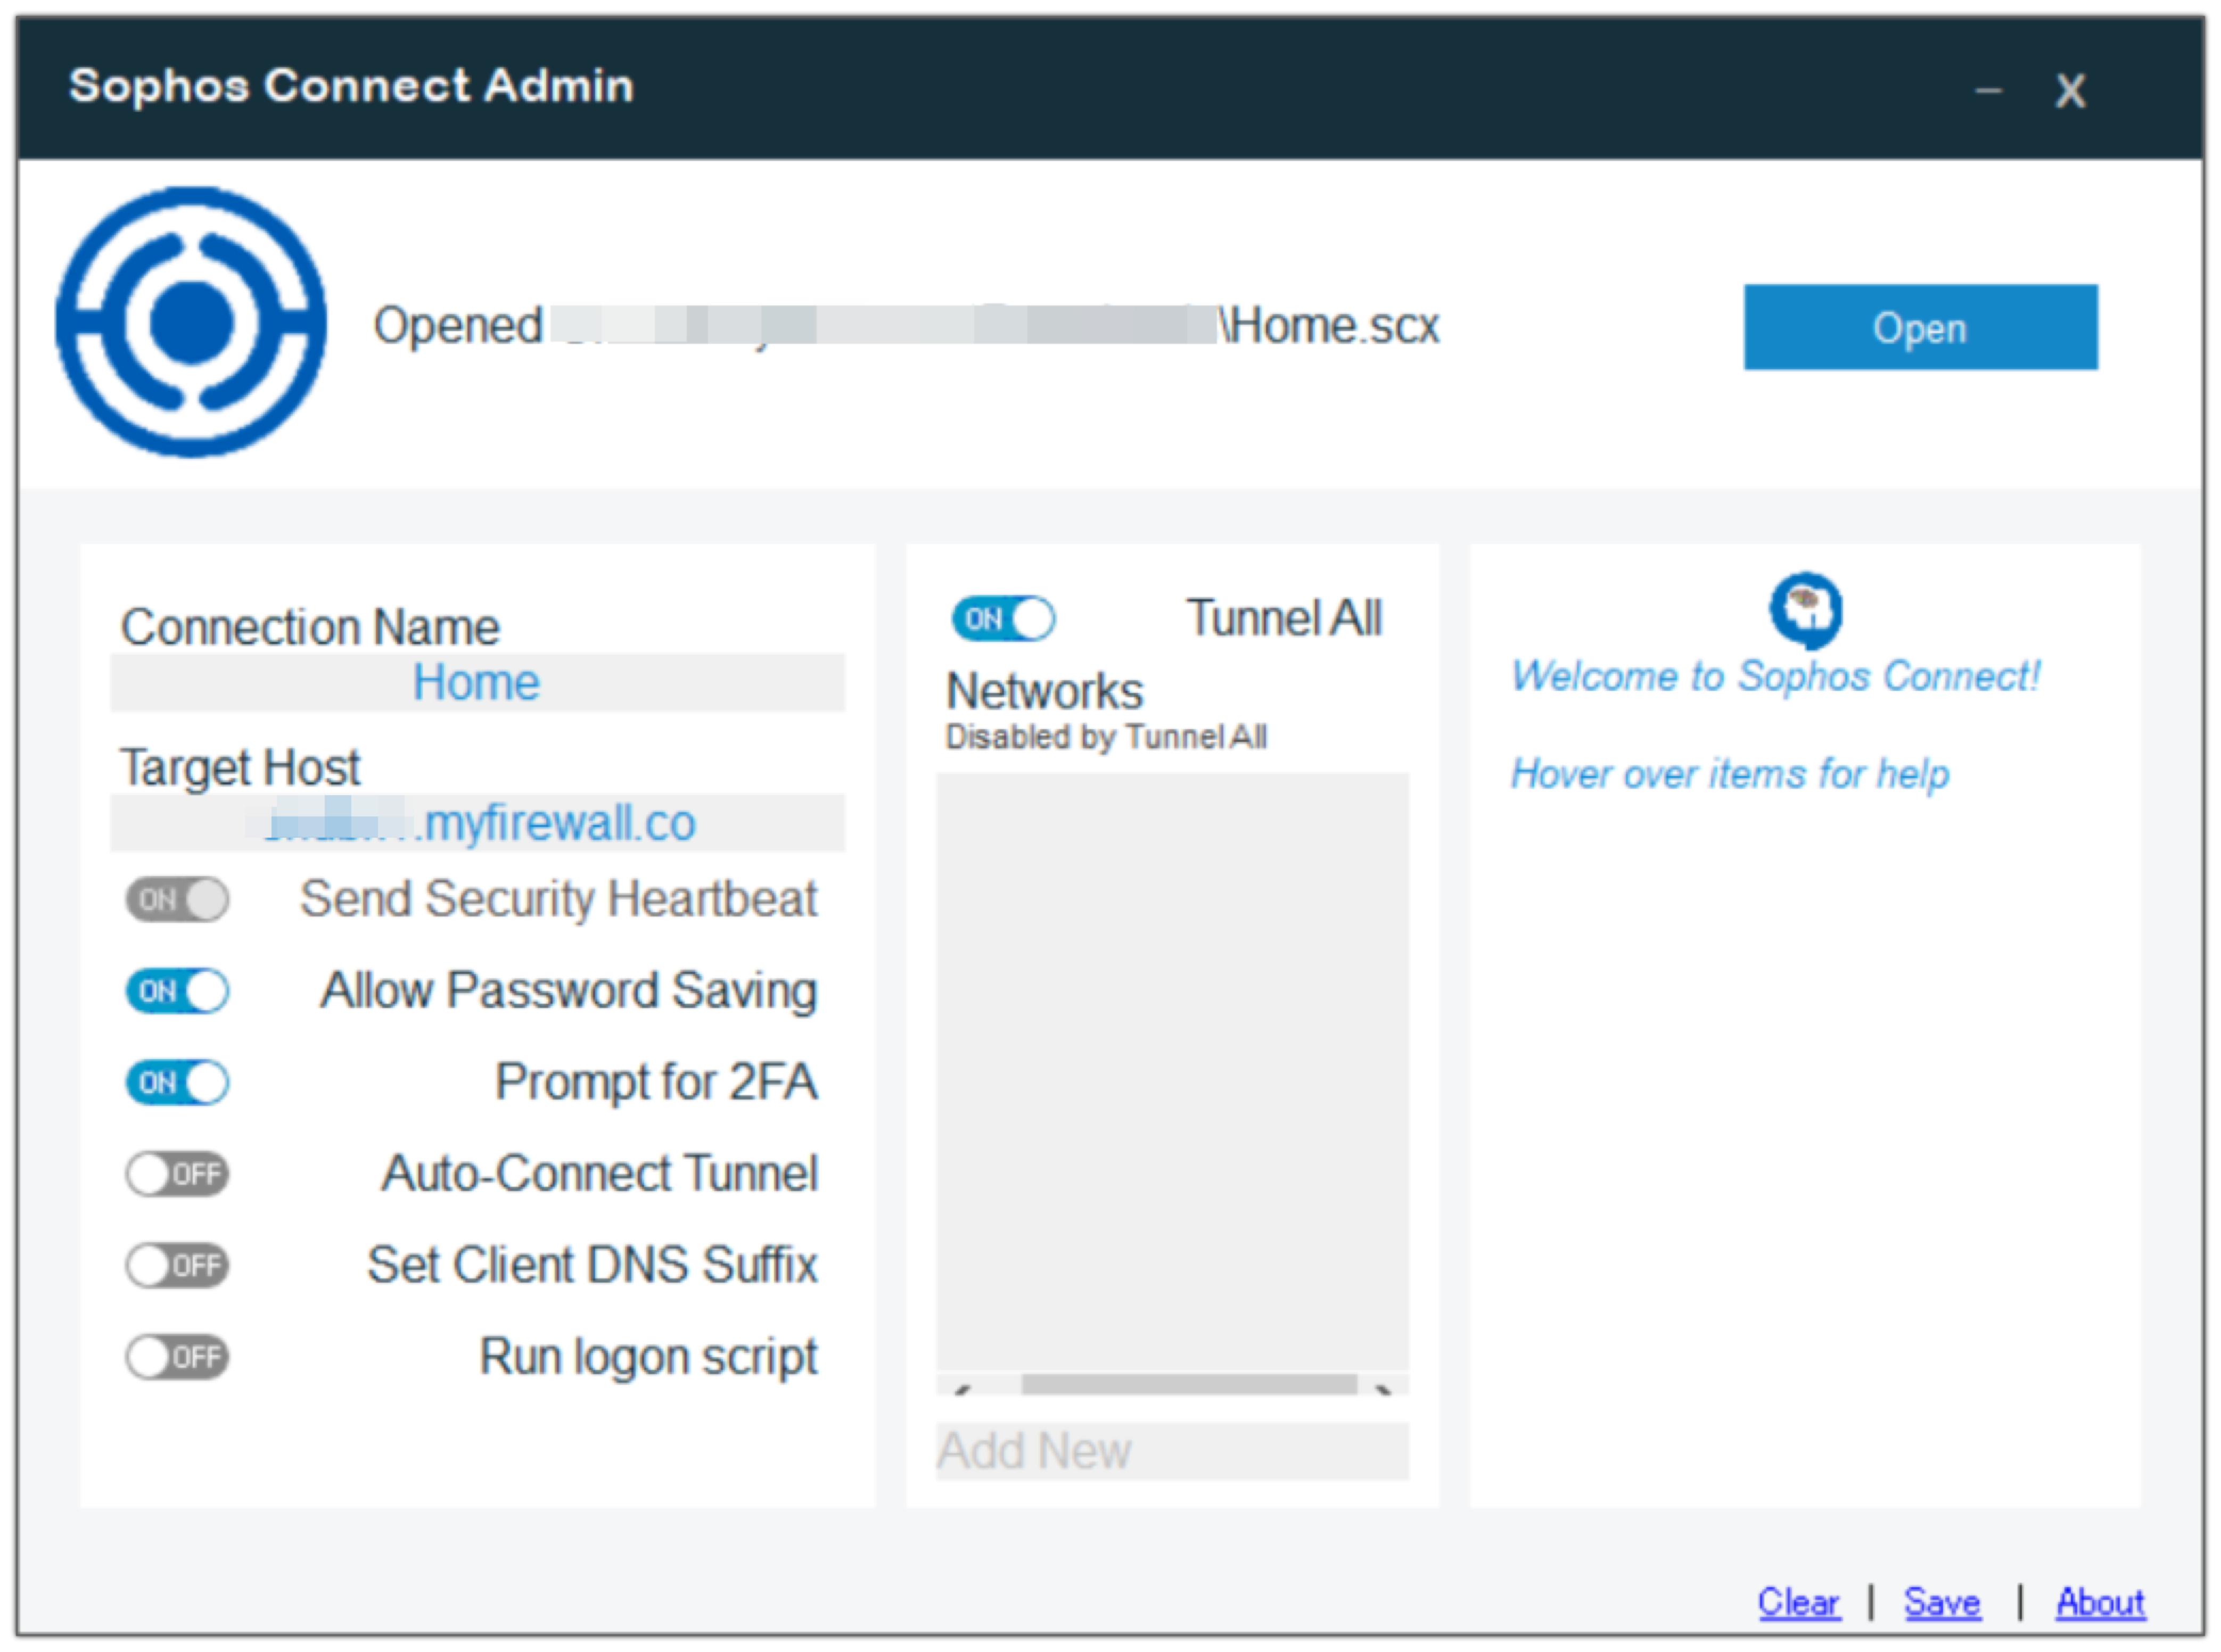 Sophos Connect Admin
– X
Opened \Home.scx
Open
Connection Name
Home
Target Host
.myfirewall.co
ON Send Security Heartbeat
ON Allow Password Saving
ON Prompt for 2FA
OFF Auto-Connect Tunnel
OFF Set Client DNS Suffix
OFF Run logon script
ON Tunnel All
Networks
Disabled by Tunnel All
Add New
Welcome to Sophos Connect!
Hover over items for help
Clear | Save | About